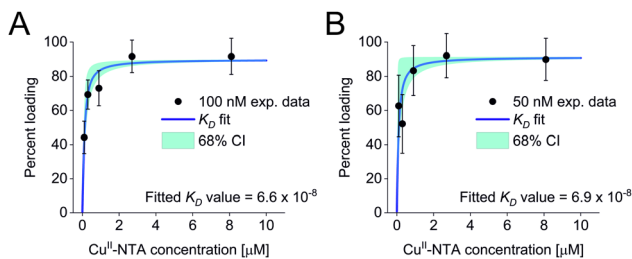 A
Percent loading
100
80
60
40
20
0
100 nM exp. data
K_D fit
68% CI
Fitted K_D value = 6.6 x 10^-8
0 2 4 6 8 10
Cu^II-NTA concentration [μM]
B
Percent loading
100
80
60
40
20
0
50 nM exp. data
K_D fit
68% CI
Fitted K_D value = 6.9 x 10^-8
0 2 4 6 8 10
Cu^II-NTA concentration [μM]